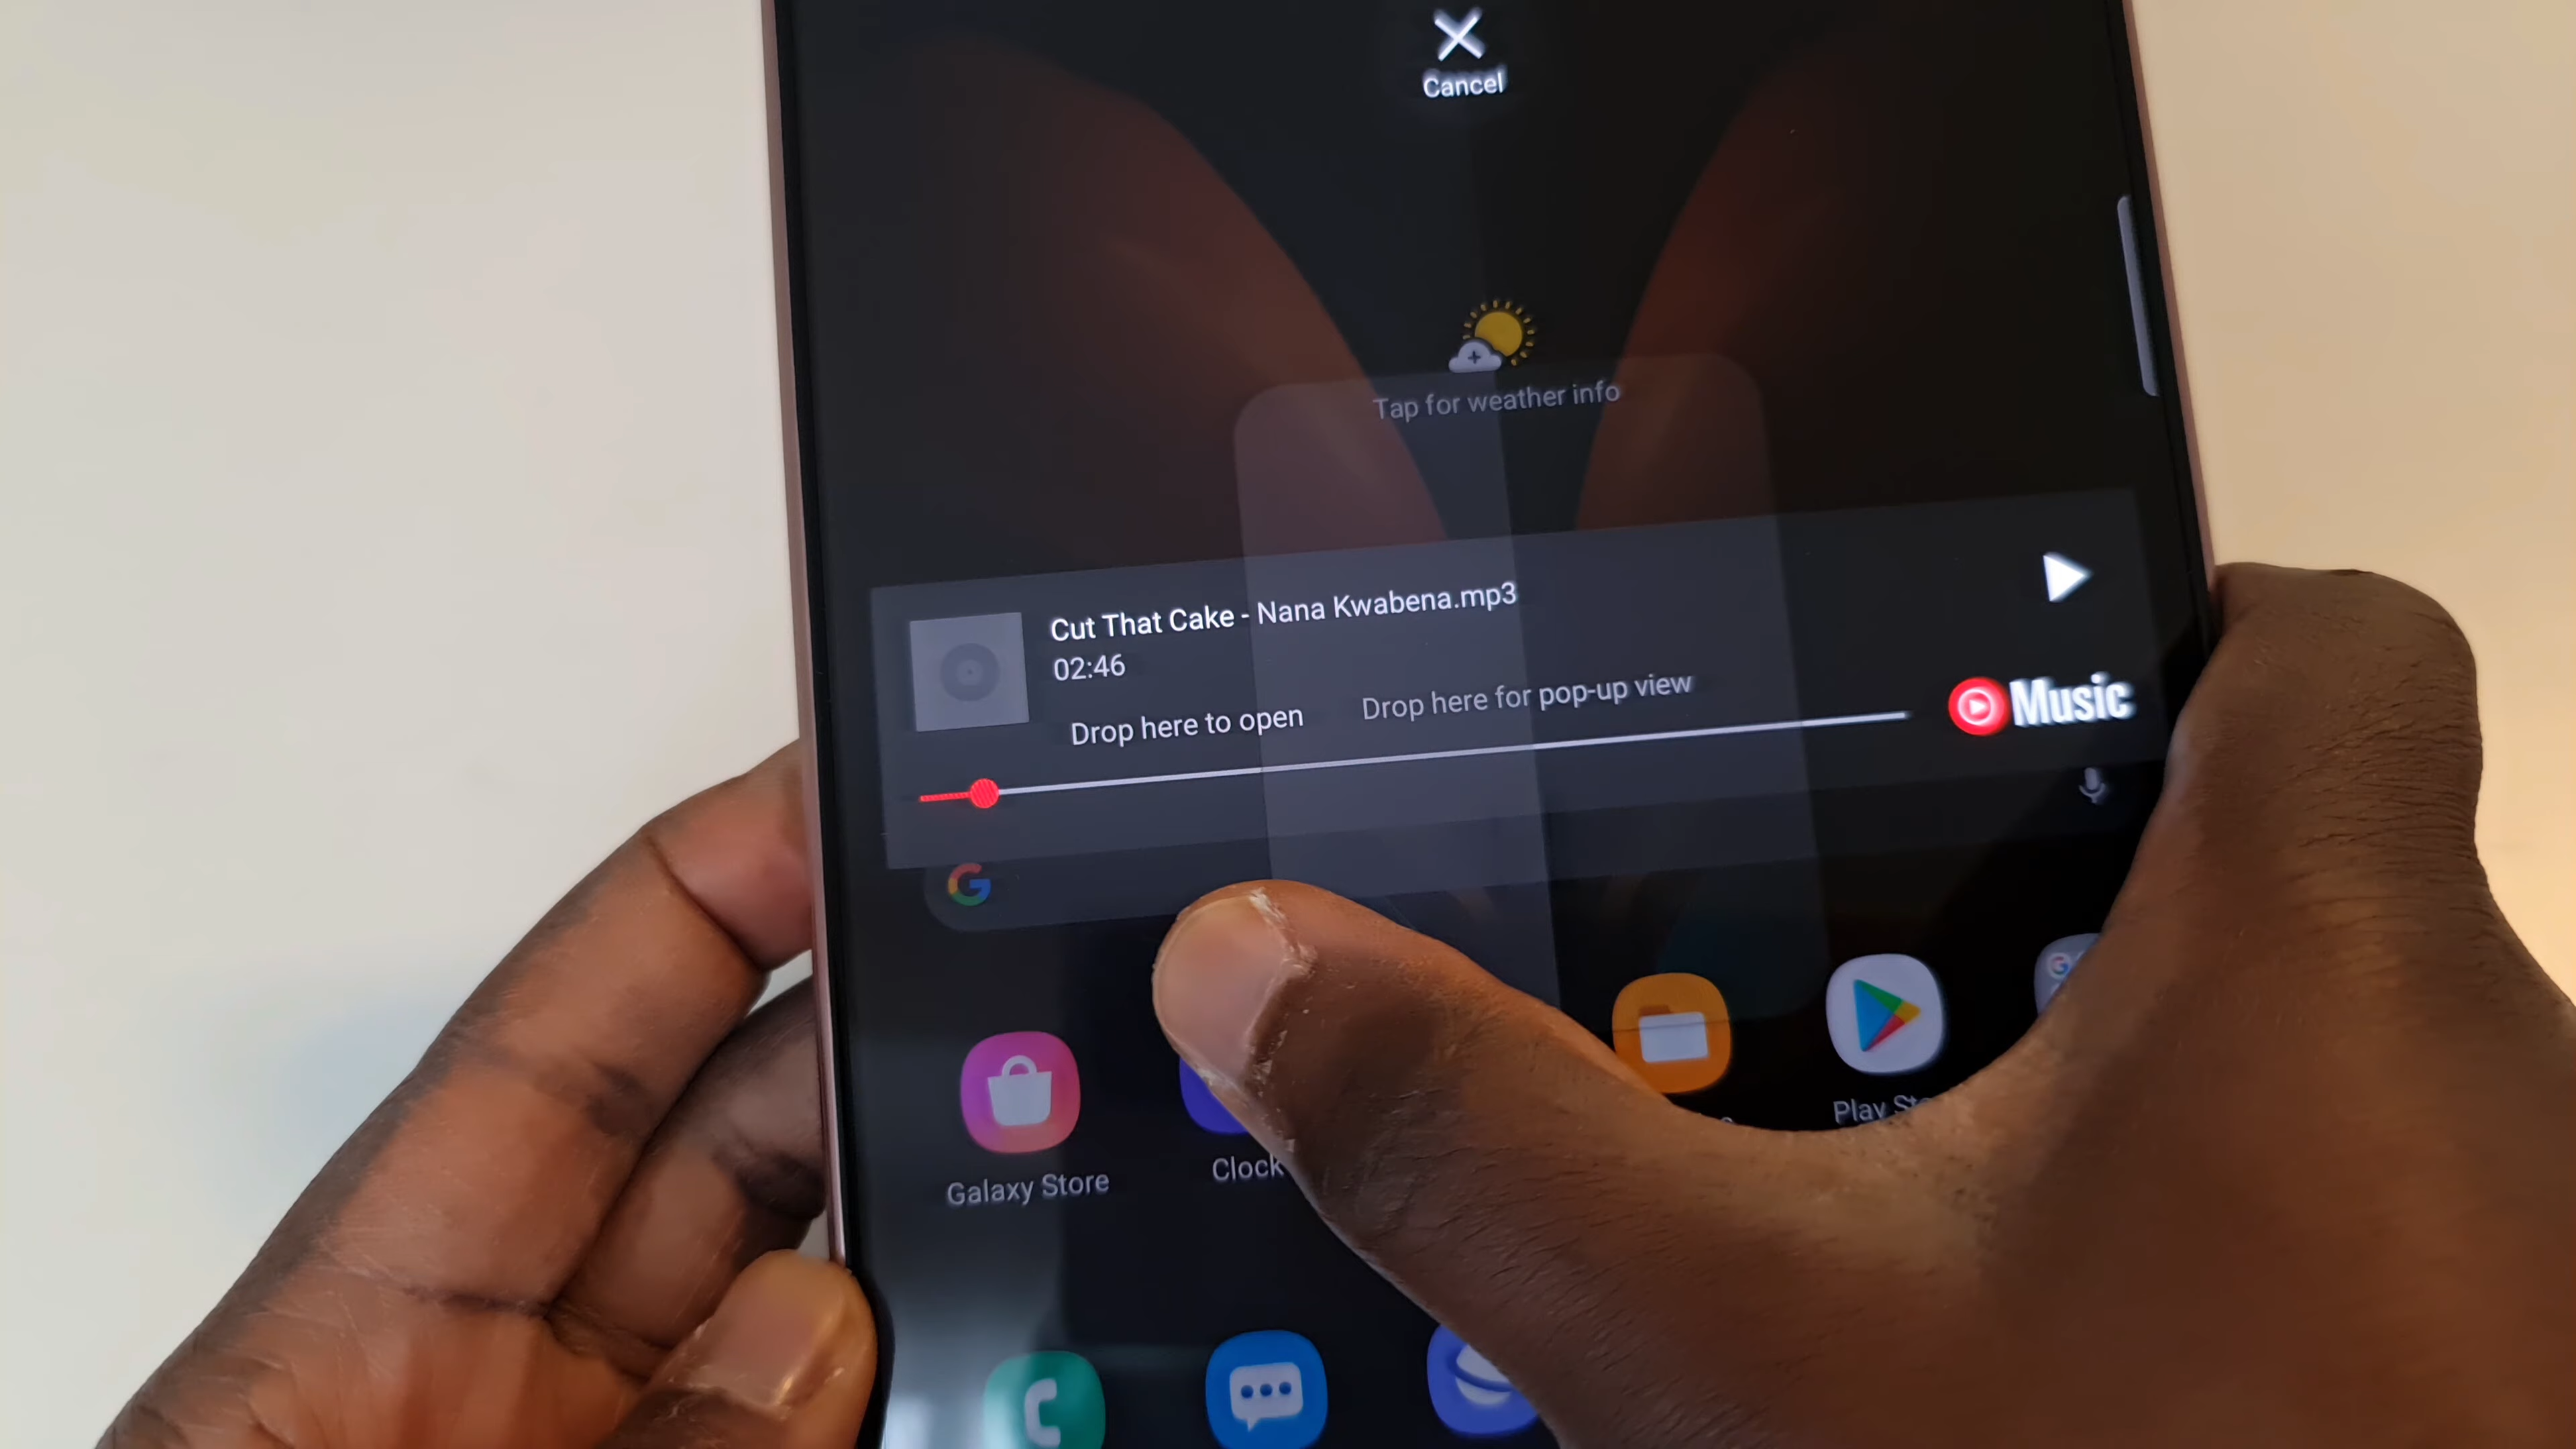 Cancel
Tap for weather info
Cut That Cake - Nana Kwabena.mp3
02:46
Drop here to open
Drop here for pop-up view
Music
G
Galaxy Store
Clock
Play